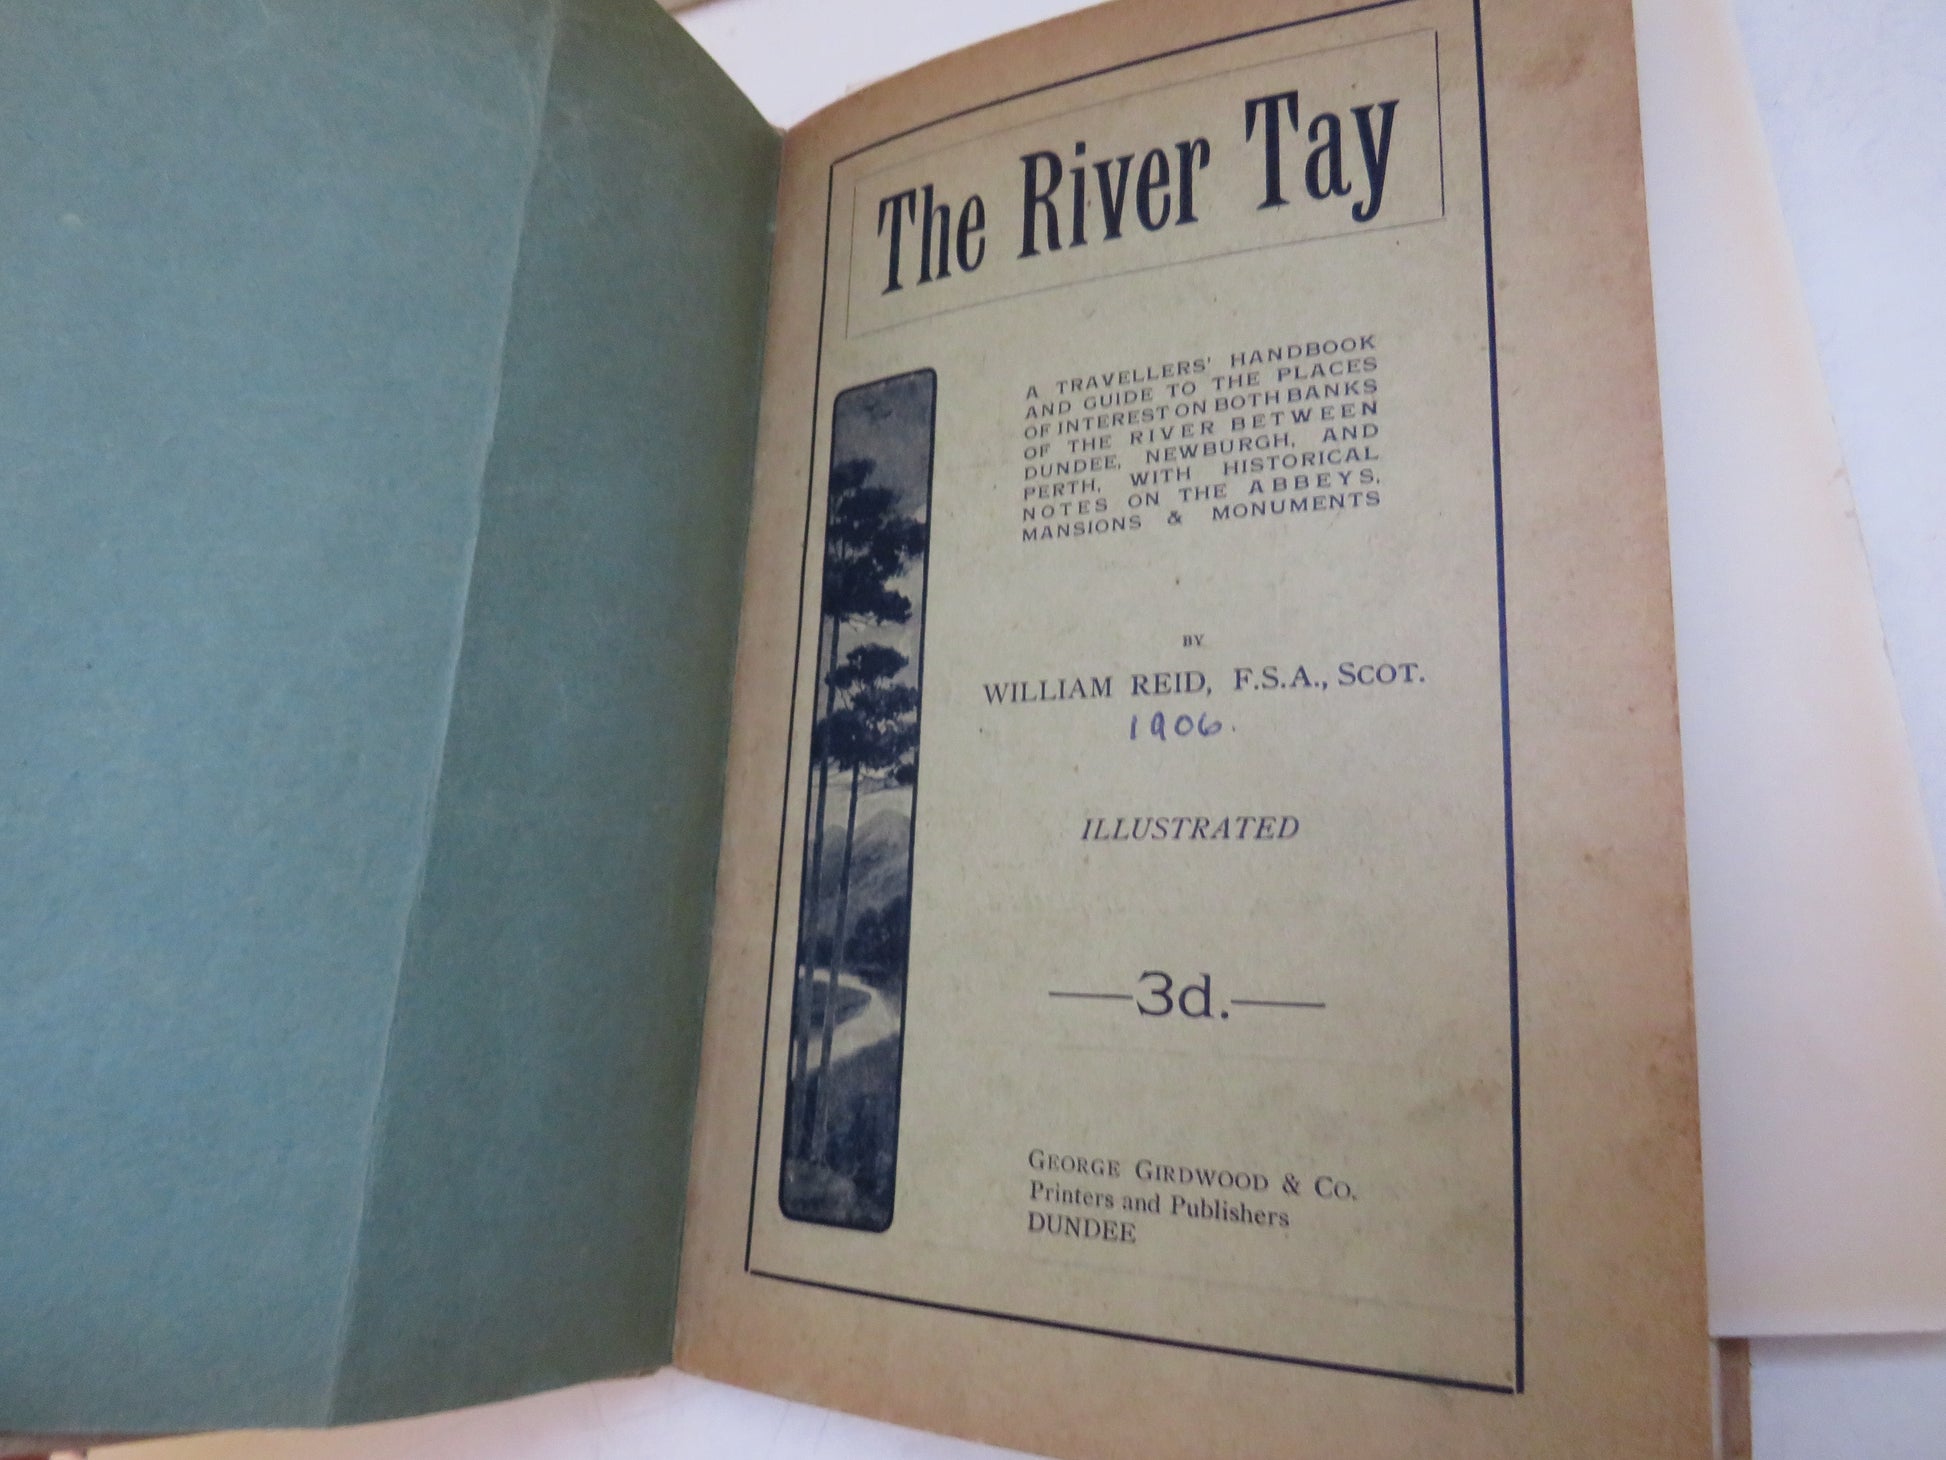 The River Tay
A TRAVELLERS' HANDBOOK
AND GUIDE TO THE PLACES
OF INTEREST ON BOTH BANKS
OF THE RIVER BETWEEN
DUNDEE, NEWBURGH, AND
PERTH, WITH HISTORICAL
NOTES ON THE ABBEYS,
MANSIONS & MONUMENTS
BY
WILLIAM REID, F.S.A., SCOT.
1906.
ILLUSTRATED
—3d.—
GEORGE GIRDWOOD & CO.
Printers and Publishers
DUNDEE